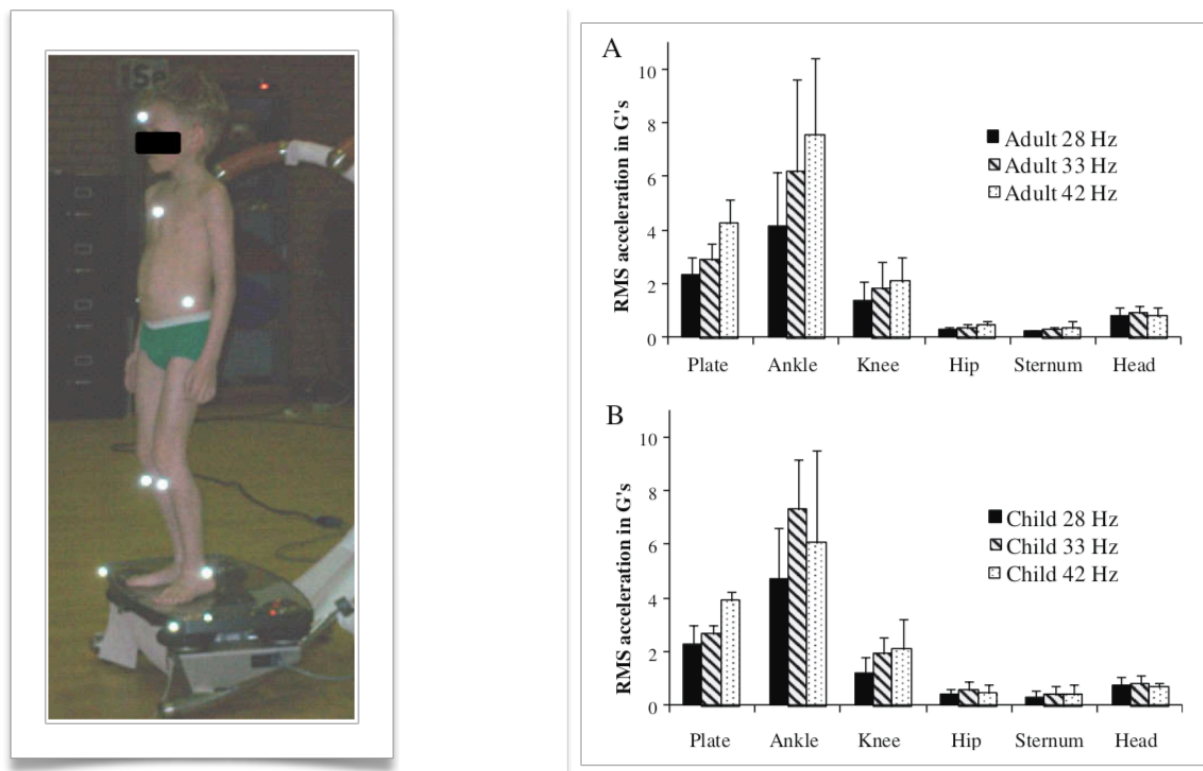 iSe
A
RMS acceleration in G's
10
8
6
4
2
0
Adult 28 Hz
Adult 33 Hz
Adult 42 Hz
Plate Ankle Knee Hip Sternum Head
B
RMS acceleration in G's
10
8
6
4
2
0
Child 28 Hz
Child 33 Hz
Child 42 Hz
Plate Ankle Knee Hip Sternum Head